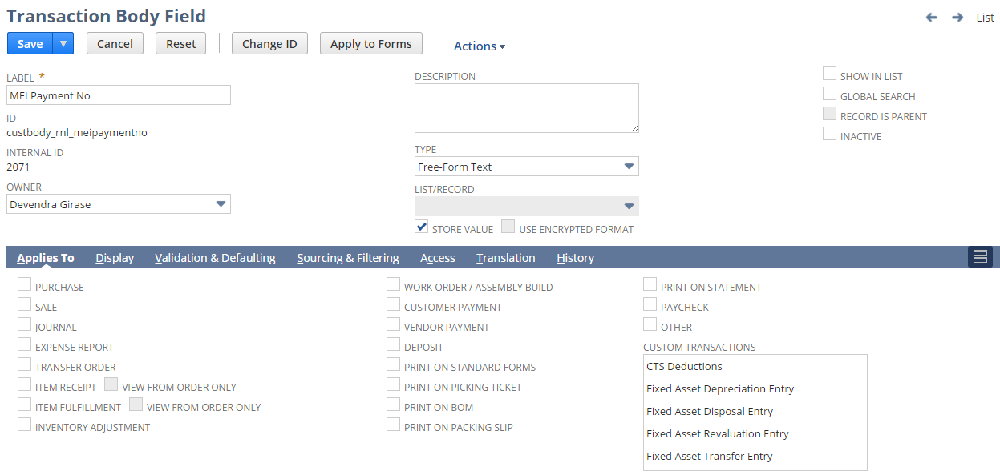 Transaction Body Field
List
Save
Cancel
Reset
Change ID
Apply to Forms
Actions
LABEL *
MEI Payment No
ID
custbody_rnl_meipaymentno
INTERNAL ID
2071
OWNER
Devendra Girase
DESCRIPTION
TYPE
Free-Form Text
LIST/RECORD
STORE VALUE USE ENCRYPTED FORMAT
SHOW IN LIST
GLOBAL SEARCH
RECORD IS PARENT
INACTIVE
Applies To Display Validation & Defaulting Sourcing & Filtering Access Translation History
PURCHASE
SALE
JOURNAL
EXPENSE REPORT
TRANSFER ORDER
ITEM RECEIPT VIEW FROM ORDER ONLY
ITEM FULFILLMENT VIEW FROM ORDER ONLY
INVENTORY ADJUSTMENT
WORK ORDER / ASSEMBLY BUILD
CUSTOMER PAYMENT
VENDOR PAYMENT
DEPOSIT
PRINT ON STANDARD FORMS
PRINT ON PICKING TICKET
PRINT ON BOM
PRINT ON PACKING SLIP
PRINT ON STATEMENT
PAYCHECK
OTHER
CUSTOM TRANSACTIONS
CTS Deductions
Fixed Asset Depreciation Entry
Fixed Asset Disposal Entry
Fixed Asset Revaluation Entry
Fixed Asset Transfer Entry